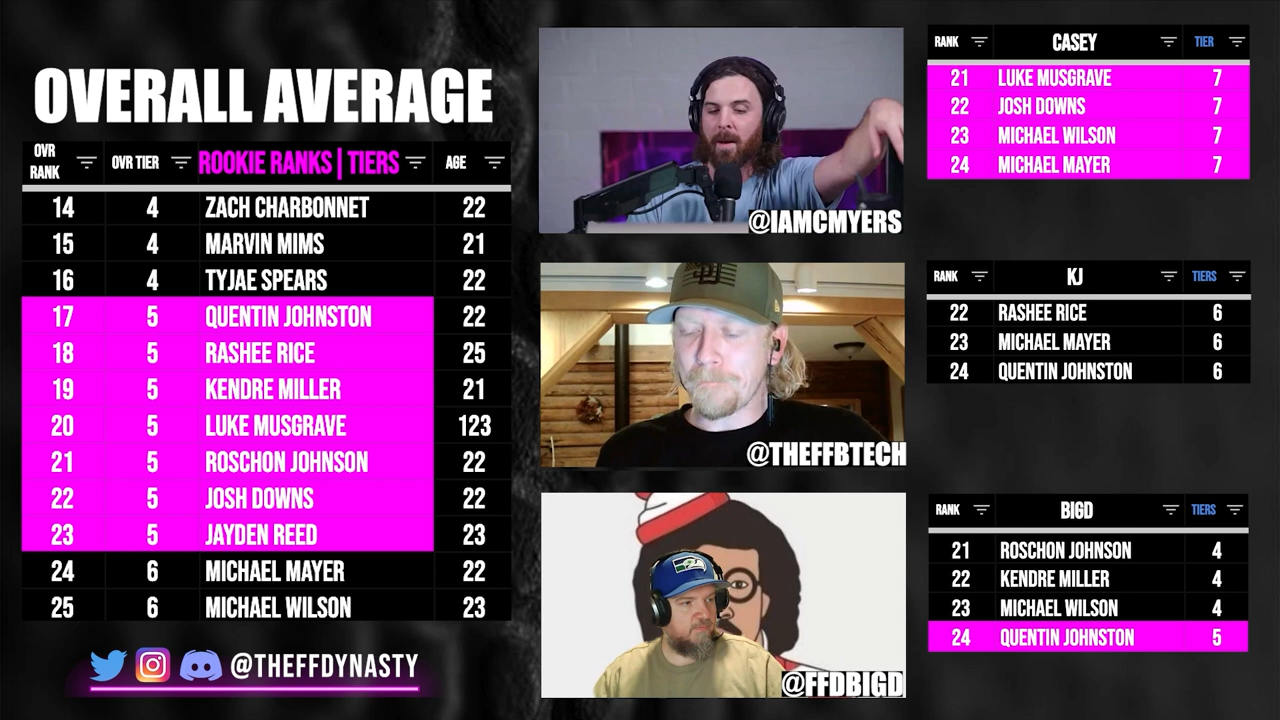 OVERALL AVERAGE
OVR RANK OVR TIER ROOKIE RANKS | TIERS AGE
14 4 ZACH CHARBONNET 22
15 4 MARVIN MIMS 21
16 4 TYJAE SPEARS 22
17 5 QUENTIN JOHNSTON 22
18 5 RASHEE RICE 25
19 5 KENDRE MILLER 21
20 5 LUKE MUSGRAVE 123
21 5 ROSCHON JOHNSON 22
22 5 JOSH DOWNS 22
23 5 JAYDEN REED 23
24 6 MICHAEL MAYER 22
25 6 MICHAEL WILSON 23
@THEFFDYNASTY
@IAMCMYERS
@THEFFBTECH
@FFDBIGD
RANK CASEY TIER
21 LUKE MUSGRAVE 7
22 JOSH DOWNS 7
23 MICHAEL WILSON 7
24 MICHAEL MAYER 7
RANK KJ TIERS
22 RASHEE RICE 6
23 MICHAEL MAYER 6
24 QUENTIN JOHNSTON 6
RANK BIGD TIERS
21 ROSCHON JOHNSON 4
22 KENDRE MILLER 4
23 MICHAEL WILSON 4
24 QUENTIN JOHNSTON 5